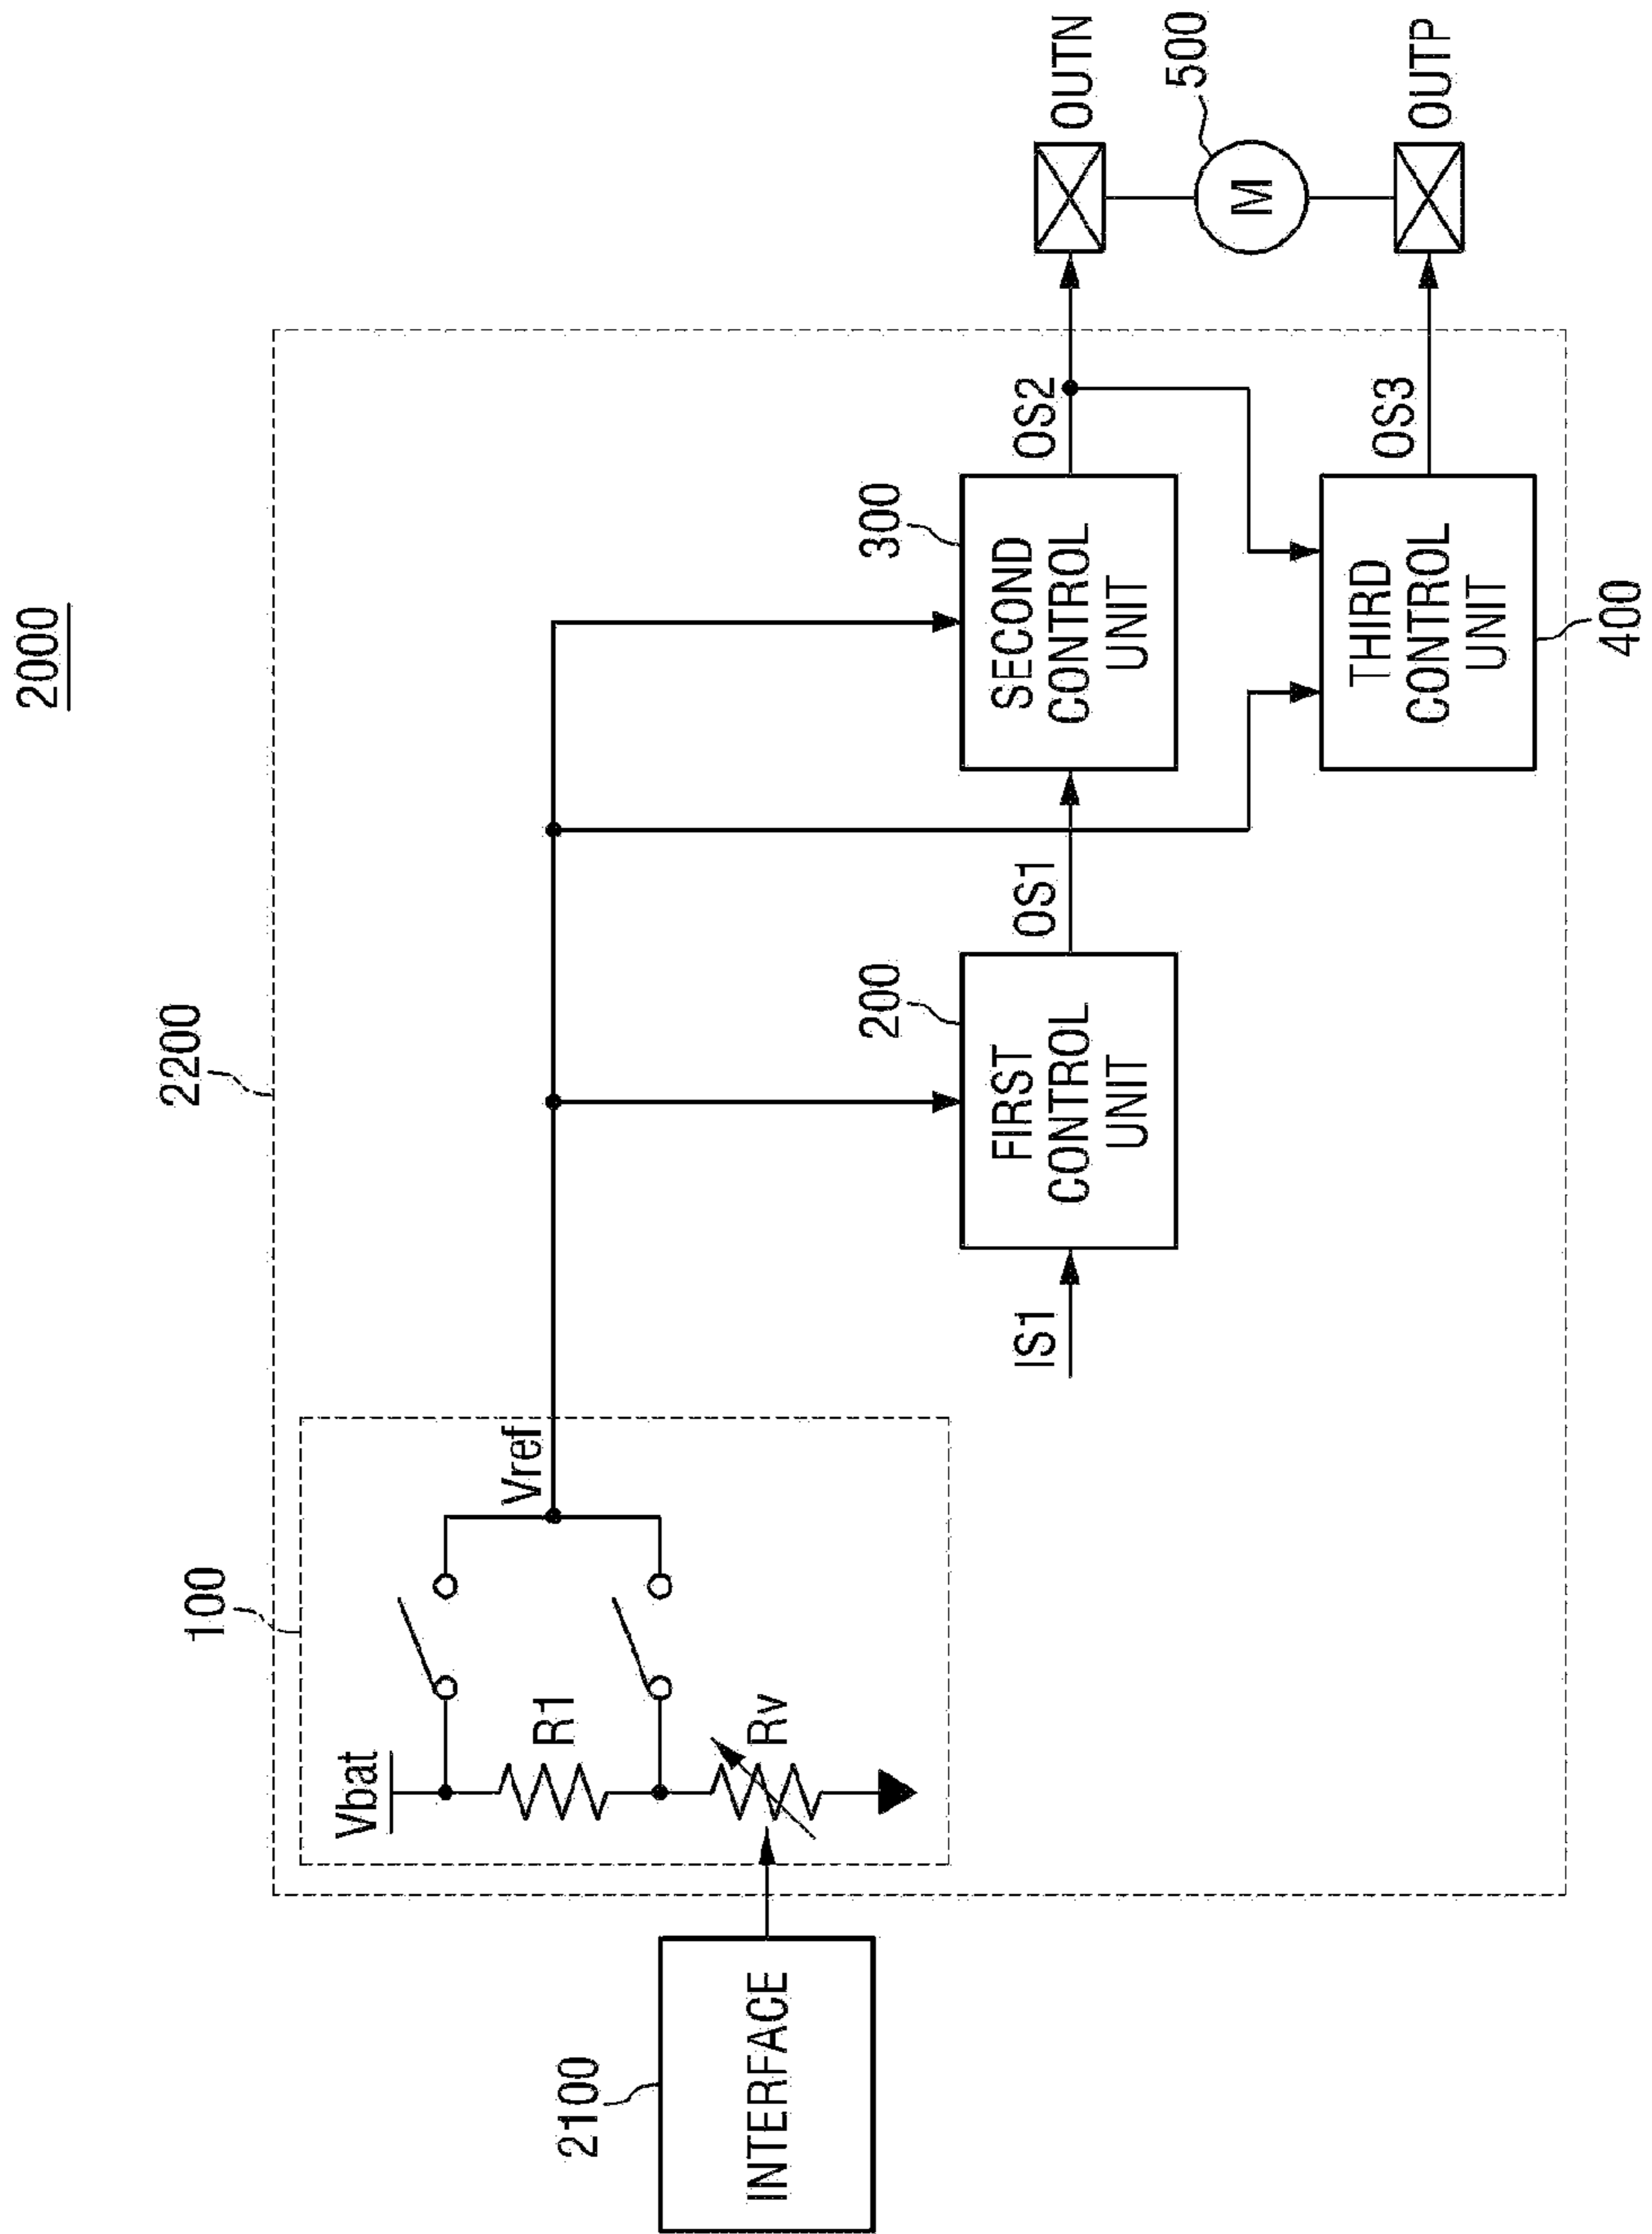 2000
2200
100
Vbat
R1
Rv
Vref
2100
INTERFACE
IS1
200
FIRST
CONTROL
UNIT
OS1
300
SECOND
CONTROL
UNIT
OS2
OUTN
500
M
THIRD
CONTROL
UNIT
400
OS3
OUTP